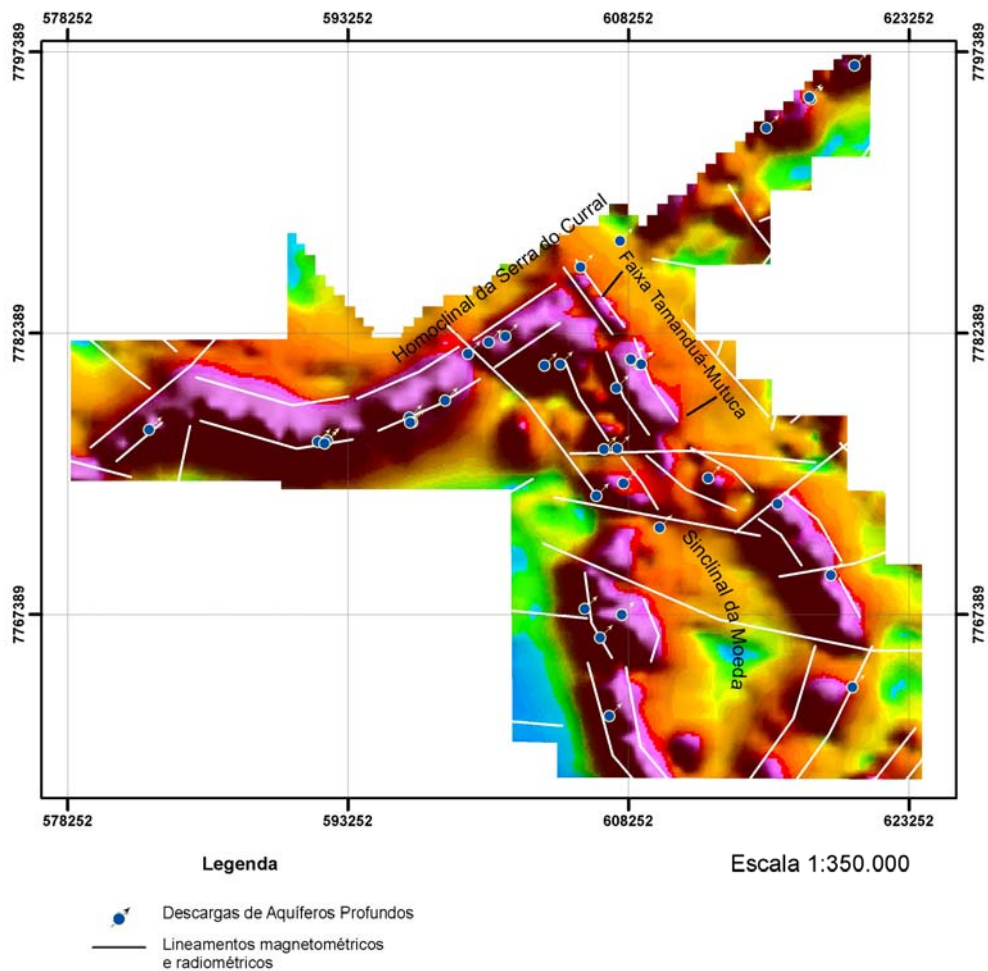 578252
593252
608252
623252
7797389
7797389
Homoclinal da Serra do Curral
Faixa Tamanduá-Mutuca
7782389
7782389
Sinclinal da Moeda
7767389
7767389
578252
593252
608252
623252
Legenda
Escala 1:350.000
Descargas de Aquíferos Profundos
Lineamentos magnetométricos
e radiométricos